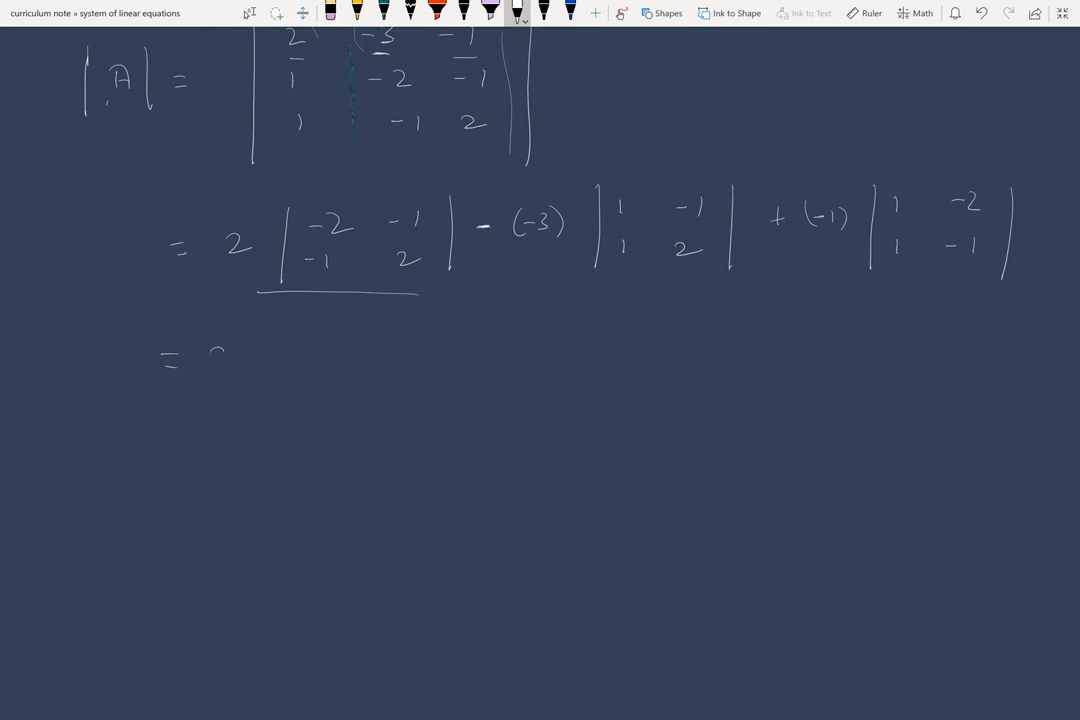 curriculum note » system of linear equations
Shapes Ink to Shape Ink to Text Ruler Math
2 -3 -1
|A| = 1 -2 -1
1 -1 2
= 2 | -2 -1 | - (-3) | 1 -1 | + (-1) | 1 -2 |
-1 2 1 2 1 -1
=